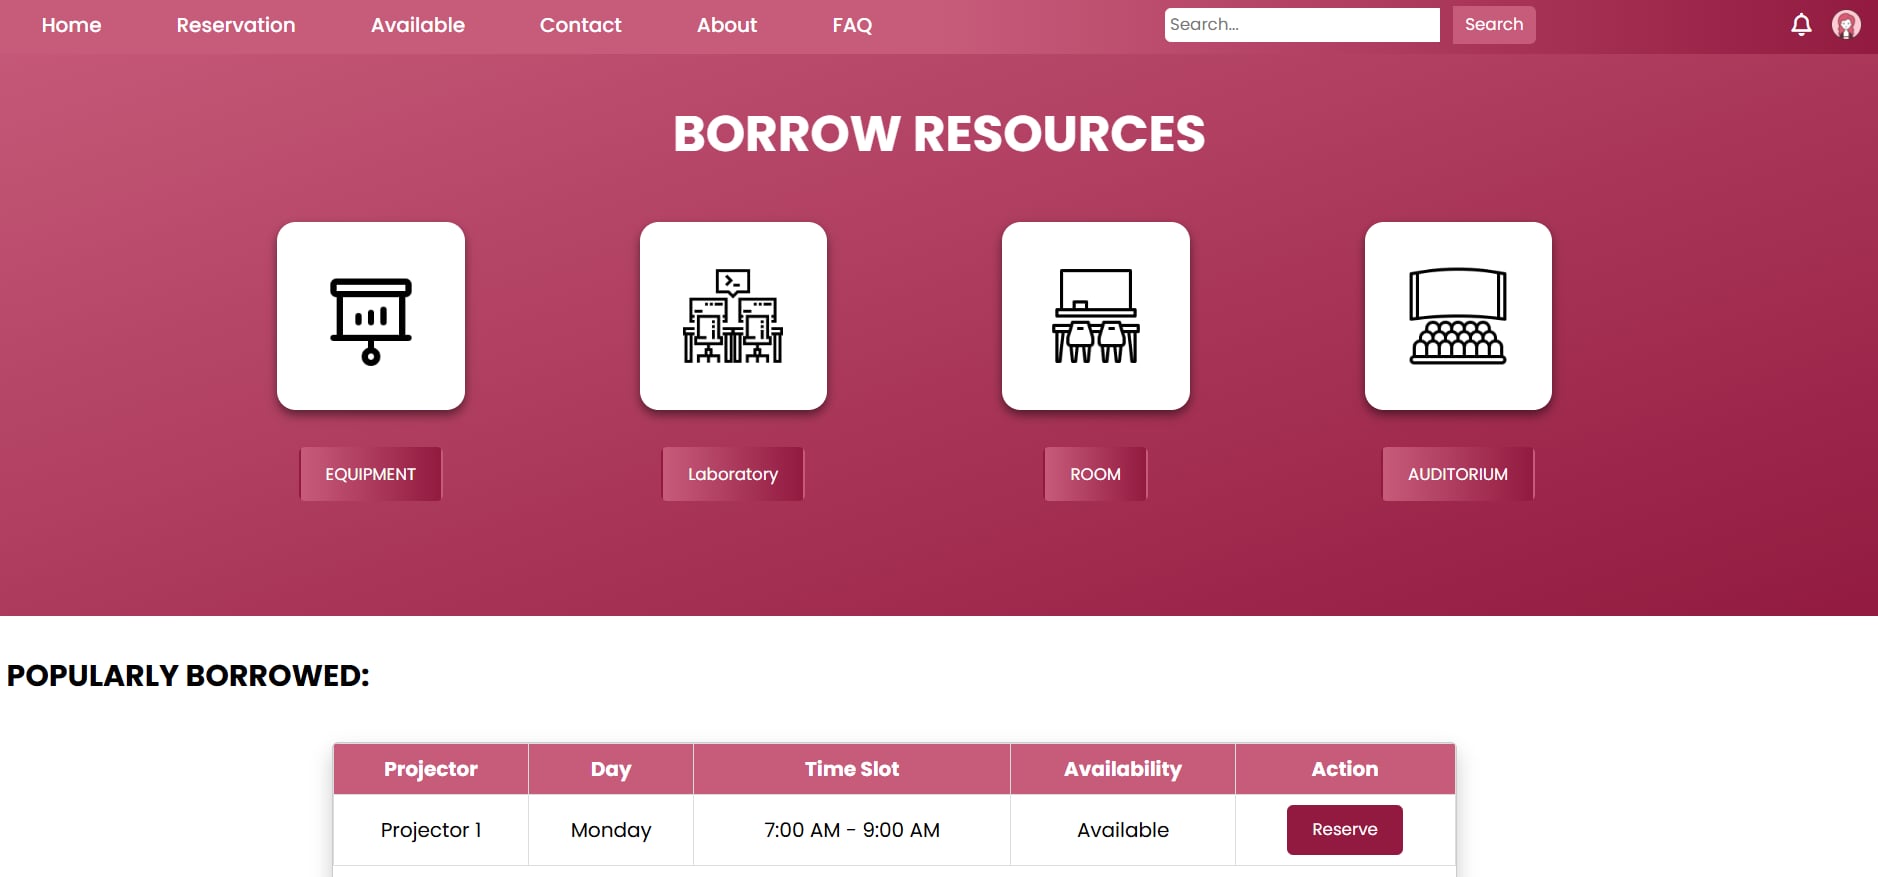 Home Reservation Available Contact About FAQ Search... Search
BORROW RESOURCES
EQUIPMENT Laboratory ROOM AUDITORIUM
POPULARLY BORROWED:
Projector Day Time Slot Availability Action
Projector 1 Monday 7:00 AM - 9:00 AM Available Reserve